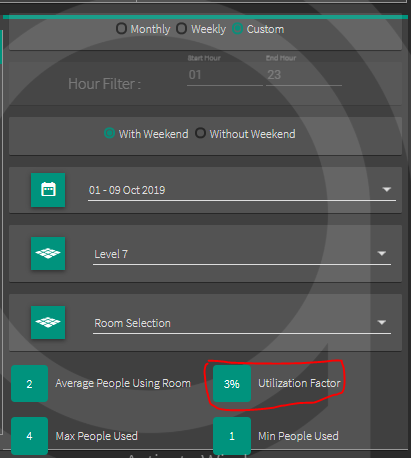 Monthly Weekly Custom
Start Hour End Hour
Hour Filter : 01 23
With Weekend Without Weekend
01 - 09 Oct 2019
Level 7
Room Selection
2 Average People Using Room 3% Utilization Factor
4 Max People Used 1 Min People Used